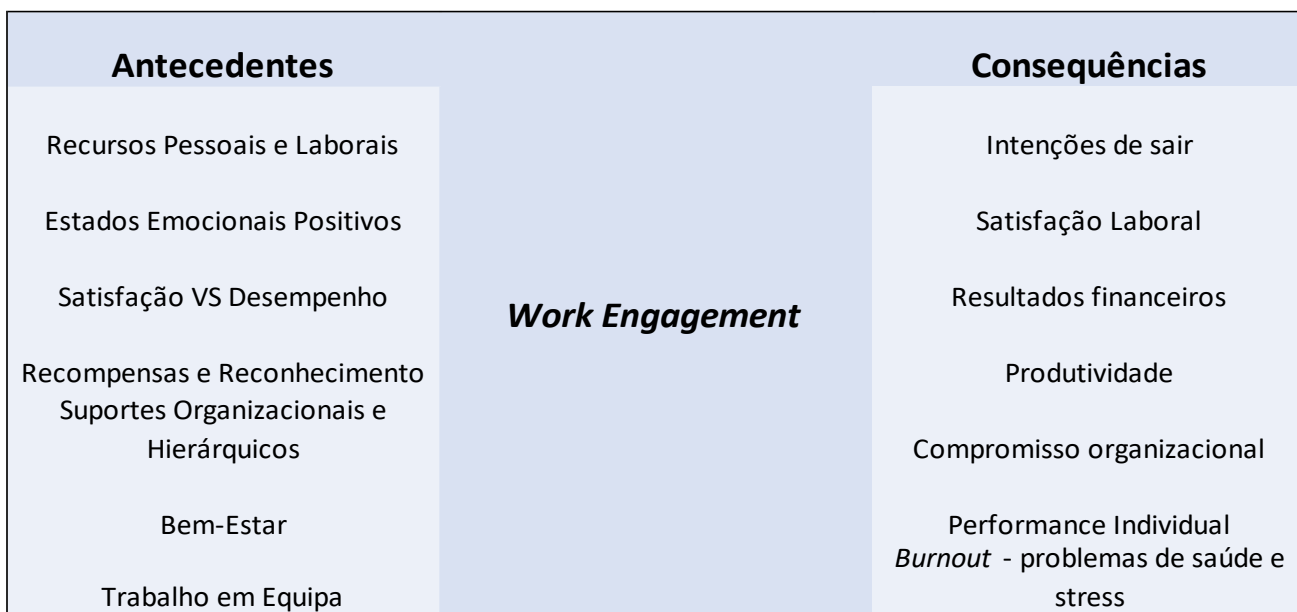 Antecedentes
Recursos Pessoais e Laborais
Estados Emocionais Positivos
Satisfação VS Desempenho
Recompensas e Reconhecimento
Suportes Organizacionais e
Hierárquicos
Bem-Estar
Trabalho em Equipa
Work Engagement
Consequências
Intenções de sair
Satisfação Laboral
Resultados financeiros
Produtividade
Compromisso organizacional
Performance Individual
Burnout - problemas de saúde e
stress